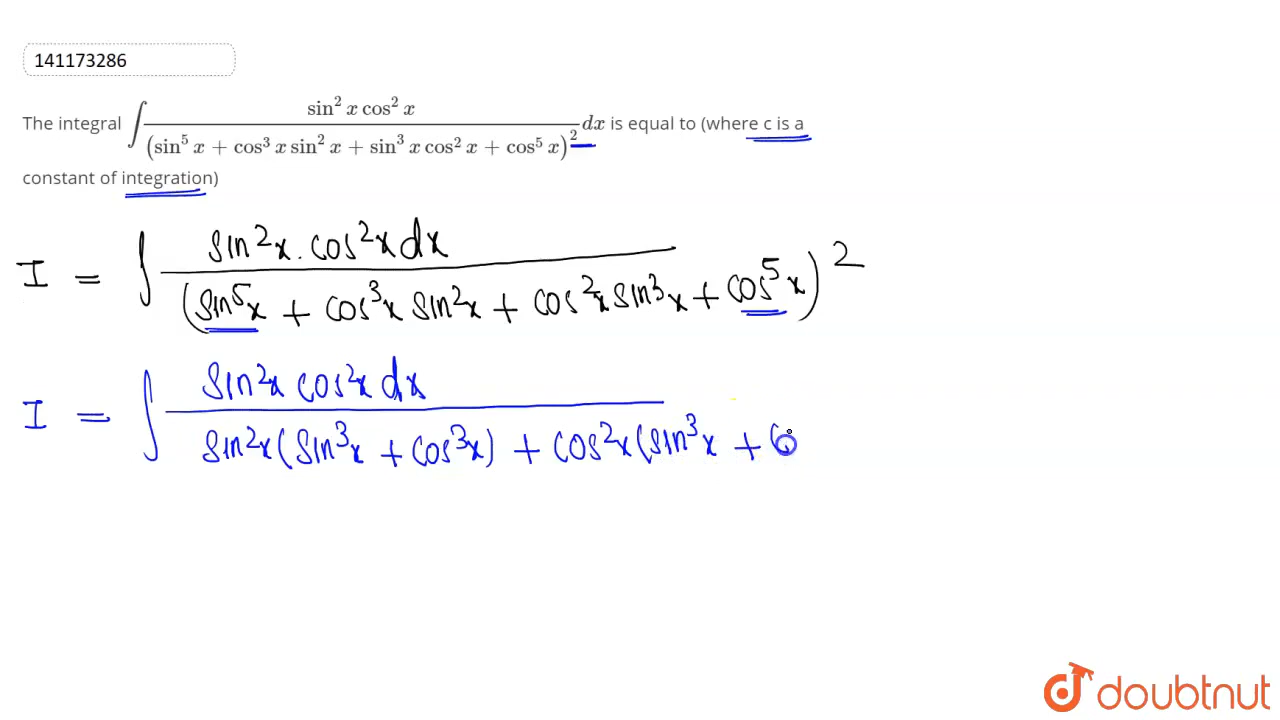 141173286
The integral ∫ sin² x cos² x / (sin⁵ x + cos³ x sin² x + sin³ x cos² x + cos⁵ x)² dx is equal to (where c is a
constant of integration)
I = ∫ sin²x . cos²x dx / (sin⁵x + cos³x sin²x + cos²x sin³x + cos⁵x)²
I = ∫ sin²x cos²x dx / sin²x (sin³x + cos³x) + cos²x (sin³x +
doubtnut